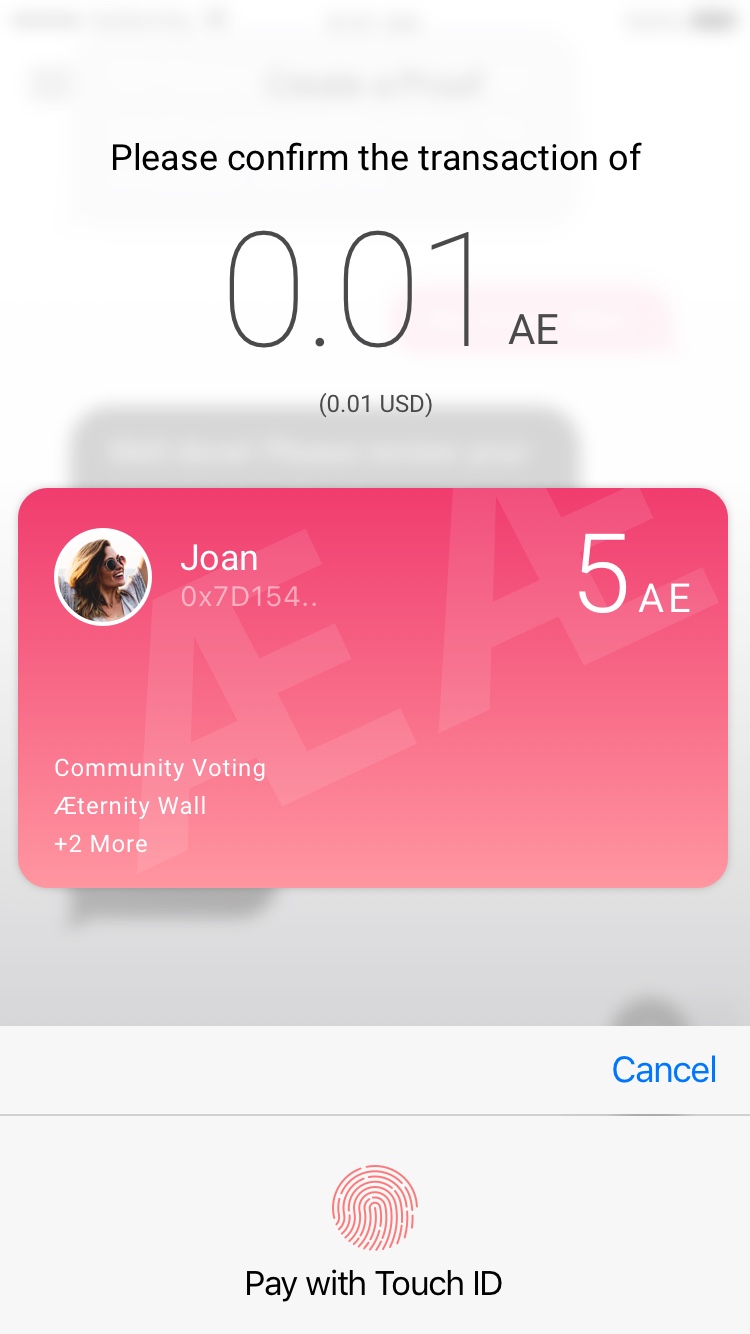 Please confirm the transaction of
0.01 AE
(0.01 USD)
Joan
0x7D154..
5 AE
Community Voting
Æternity Wall
+2 More
Cancel
Pay with Touch ID